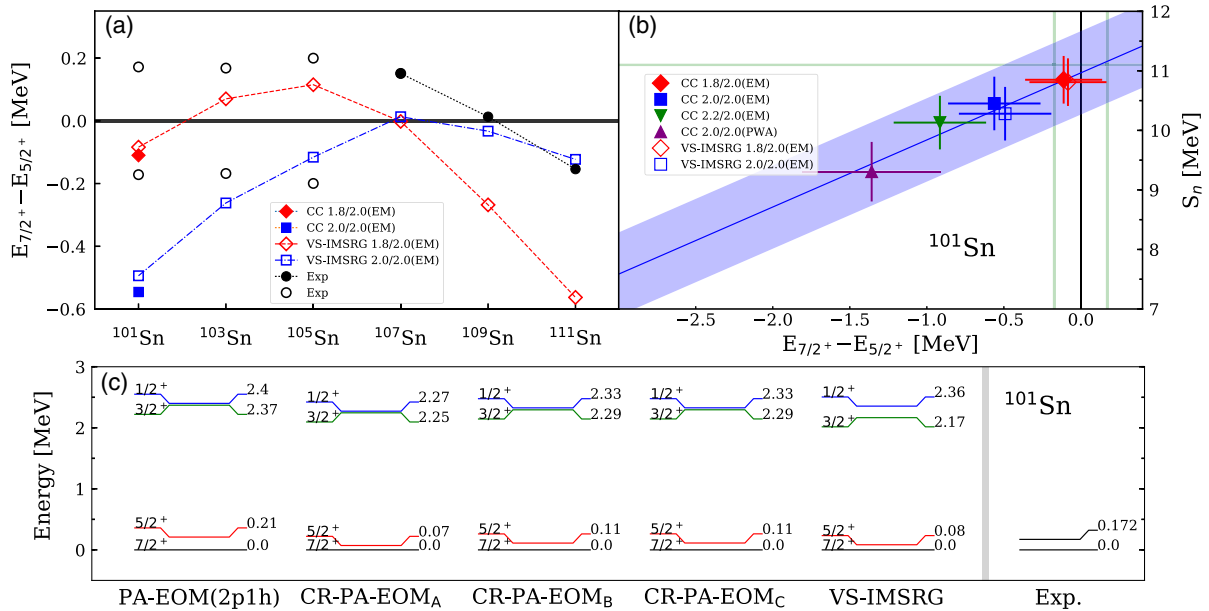 (a)
E7/2+−E5/2+ [MeV]
0.2
0.0
−0.2
−0.4
−0.6
CC 1.8/2.0(EM)
CC 2.0/2.0(EM)
VS-IMSRG 1.8/2.0(EM)
VS-IMSRG 2.0/2.0(EM)
Exp
Exp
101Sn 103Sn 105Sn 107Sn 109Sn 111Sn
(b)
CC 1.8/2.0(EM)
CC 2.0/2.0(EM)
CC 2.2/2.0(EM)
CC 2.0/2.0(PWA)
VS-IMSRG 1.8/2.0(EM)
VS-IMSRG 2.0/2.0(EM)
101Sn
12
11
10
9
8
7
Sn [MeV]
−2.5 −2.0 −1.5 −1.0 −0.5 0.0
E7/2+−E5/2+ [MeV]
(c)
Energy [MeV]
3
2
1
0
1/2+ 2.4
3/2+ 2.37
5/2+ 0.21
7/2+ 0.0
1/2+ 2.27
3/2+ 2.25
5/2+ 0.07
7/2+ 0.0
1/2+ 2.33
3/2+ 2.29
5/2+ 0.11
7/2+ 0.0
1/2+ 2.33
3/2+ 2.29
5/2+ 0.11
7/2+ 0.0
1/2+ 2.36
3/2+ 2.17
5/2+ 0.08
7/2+ 0.0
101Sn
0.172
0.0
PA-EOM(2p1h) CR-PA-EOMA CR-PA-EOMB CR-PA-EOMC VS-IMSRG Exp.